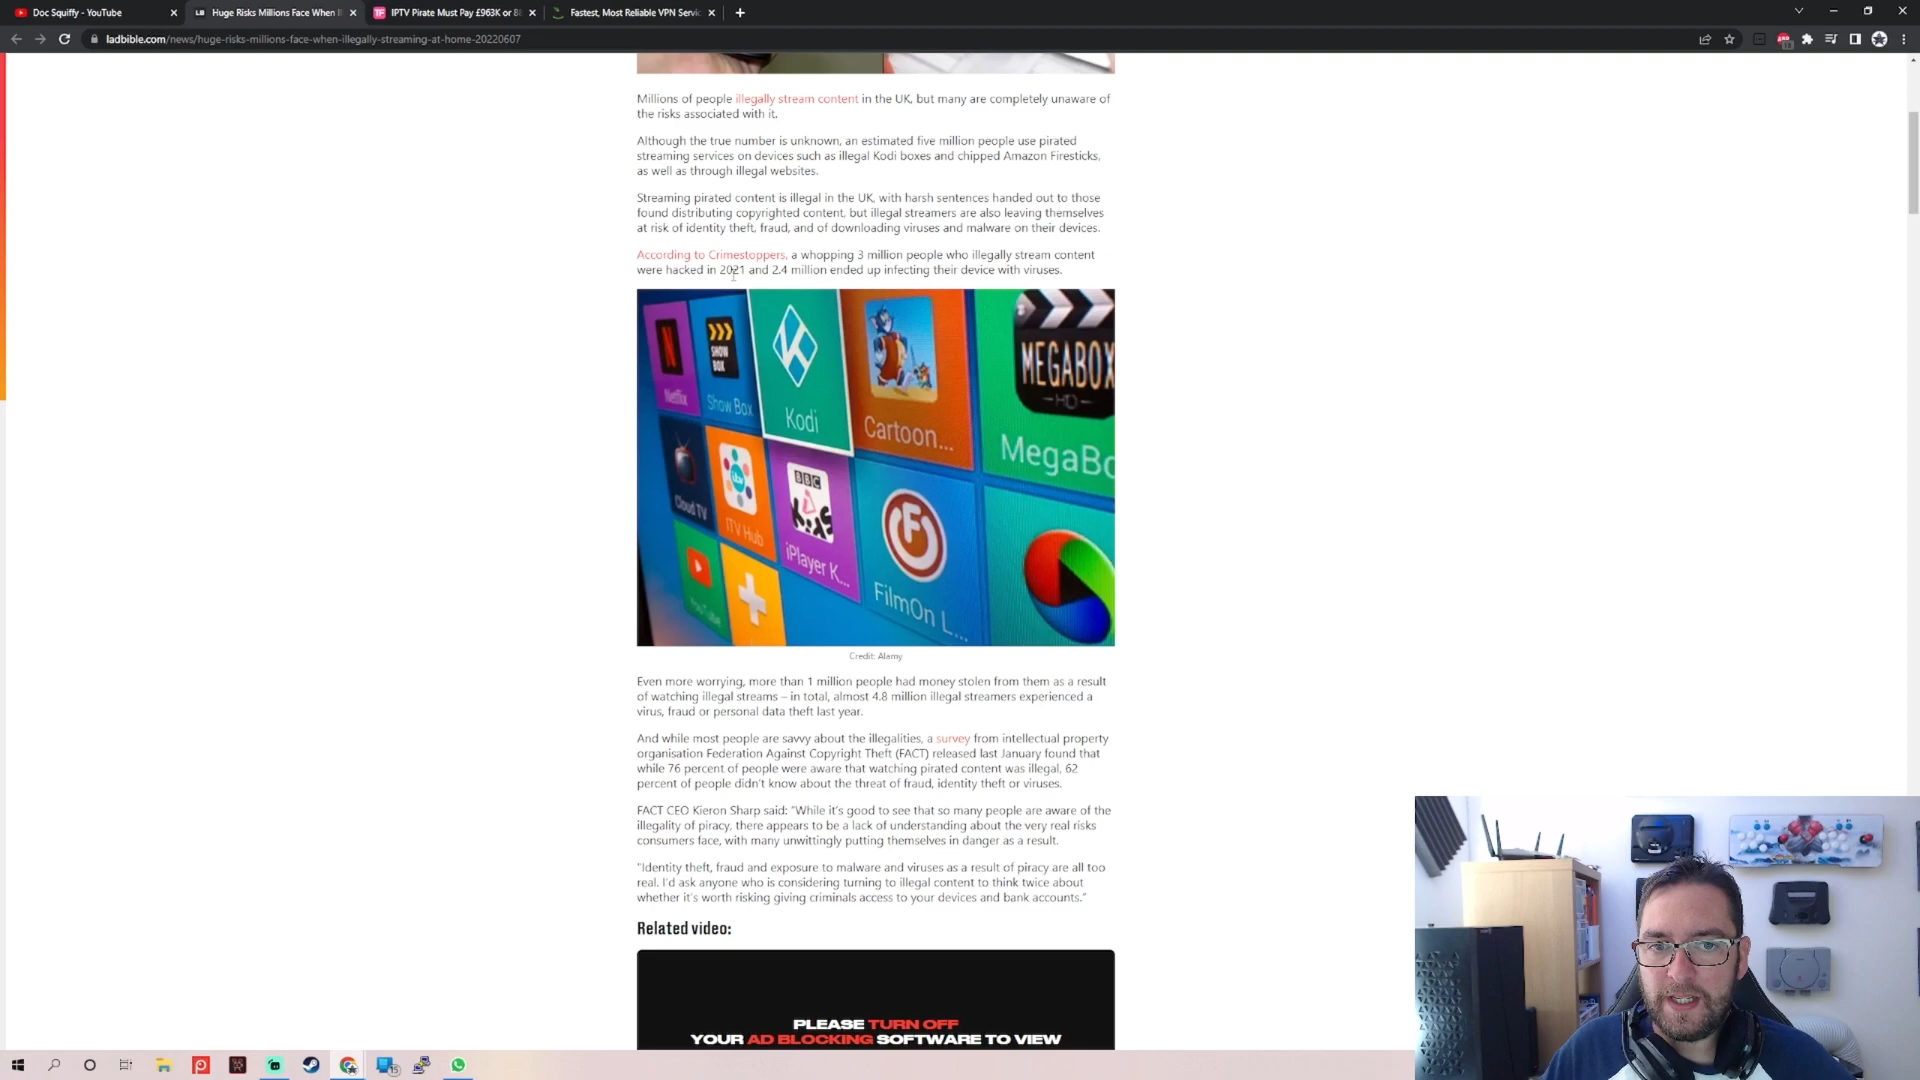 Doc Squiffy - YouTube
Huge Risks Millions Face When I
IPTV Pirate Must Pay £963K or 8
Fastest, Most Reliable VPN Servi
ladbible.com/news/huge-risks-millions-face-when-illegally-streaming-at-home-20220607
Millions of people illegally stream content in the UK, but many are completely unaware of
the risks associated with it.
Although the true number is unknown, an estimated five million people use pirated
streaming services on devices such as illegal Kodi boxes and chipped Amazon Firesticks,
as well as through illegal websites.
Streaming pirated content is illegal in the UK, with harsh sentences handed out to those
found distributing copyrighted content, but illegal streamers are also leaving themselves
at risk of identity theft, fraud, and of downloading viruses and malware on their devices.
According to Crimestoppers, a whopping 3 million people who illegally stream content
were hacked in 2021 and 2.4 million ended up infecting their device with viruses.
Netflix
SHOW
BOX
Show Box
Kodi
Cartoon...
MEGABOX
HD
MegaBo
Cloud TV
itv
ITV Hub
BBC
iPlayer K...
F
FilmOn L...
YouTube
Credit: Alamy
Even more worrying, more than 1 million people had money stolen from them as a result
of watching illegal streams – in total, almost 4.8 million illegal streamers experienced a
virus, fraud or personal data theft last year.
And while most people are savvy about the illegalities, a survey from intellectual property
organisation Federation Against Copyright Theft (FACT) released last January found that
while 76 percent of people were aware that watching pirated content was illegal, 62
percent of people didn't know about the threat of fraud, identity theft or viruses.
FACT CEO Kieron Sharp said: "While it's good to see that so many people are aware of the
illegality of piracy, there appears to be a lack of understanding about the very real risks
consumers face, with many unwittingly putting themselves in danger as a result.
"Identity theft, fraud and exposure to malware and viruses as a result of piracy are all too
real. I'd ask anyone who is considering turning to illegal content to think twice about
whether it's worth risking giving criminals access to your devices and bank accounts."
Related video:
PLEASE TURN OFF
YOUR AD BLOCKING SOFTWARE TO VIEW